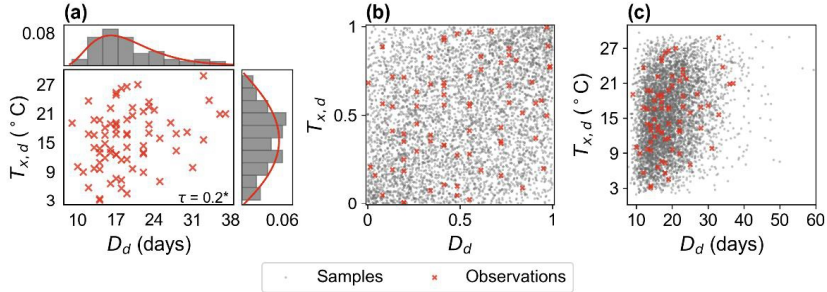 (a)
0.08
T_{x,d} (°C)
27
21
15
9
3
τ = 0.2*
0.06
10 17 24 31 38
D_d (days)
(b)
T_{x,d}
1
0.5
0
0 0.5 1
D_d
(c)
T_{x,d} (°C)
27
21
15
9
3
10 20 30 40 50 60
D_d (days)
Samples Observations